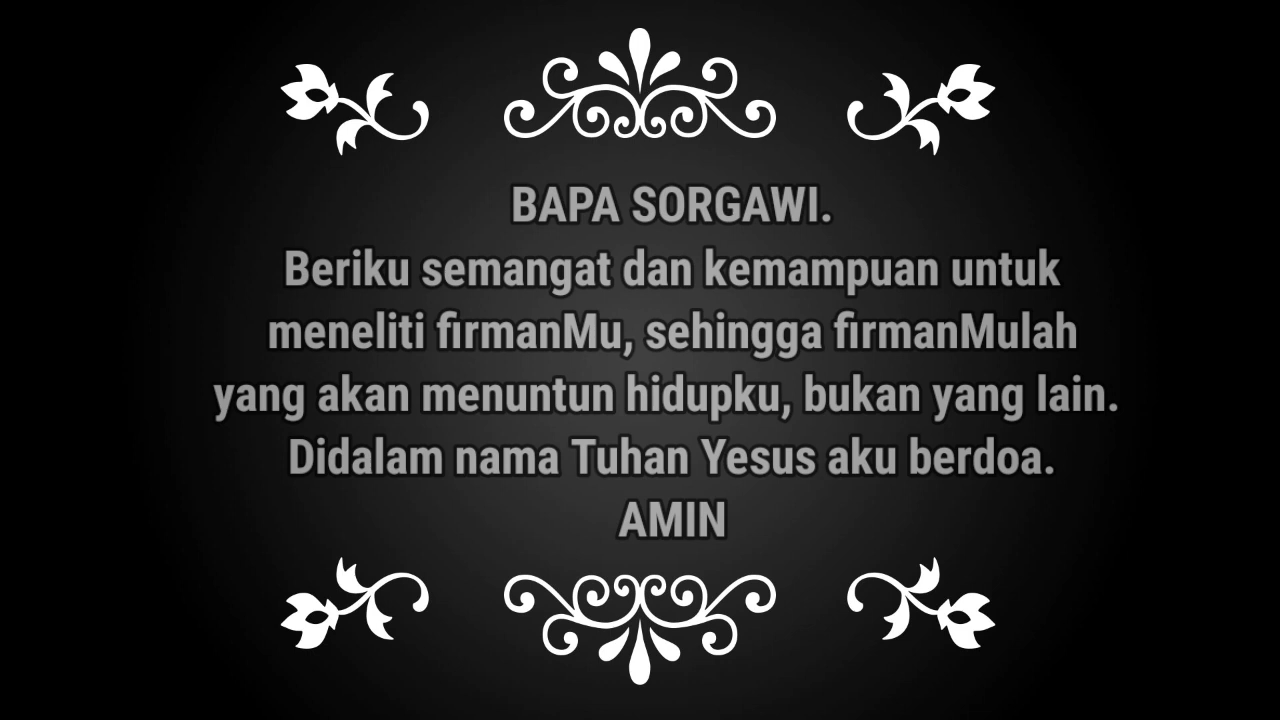 BAPA SORGAWI.
Beriku semangat dan kemampuan untuk
meneliti firmanMu, sehingga firmanMulah
yang akan menuntun hidupku, bukan yang lain.
Didalam nama Tuhan Yesus aku berdoa.
AMIN